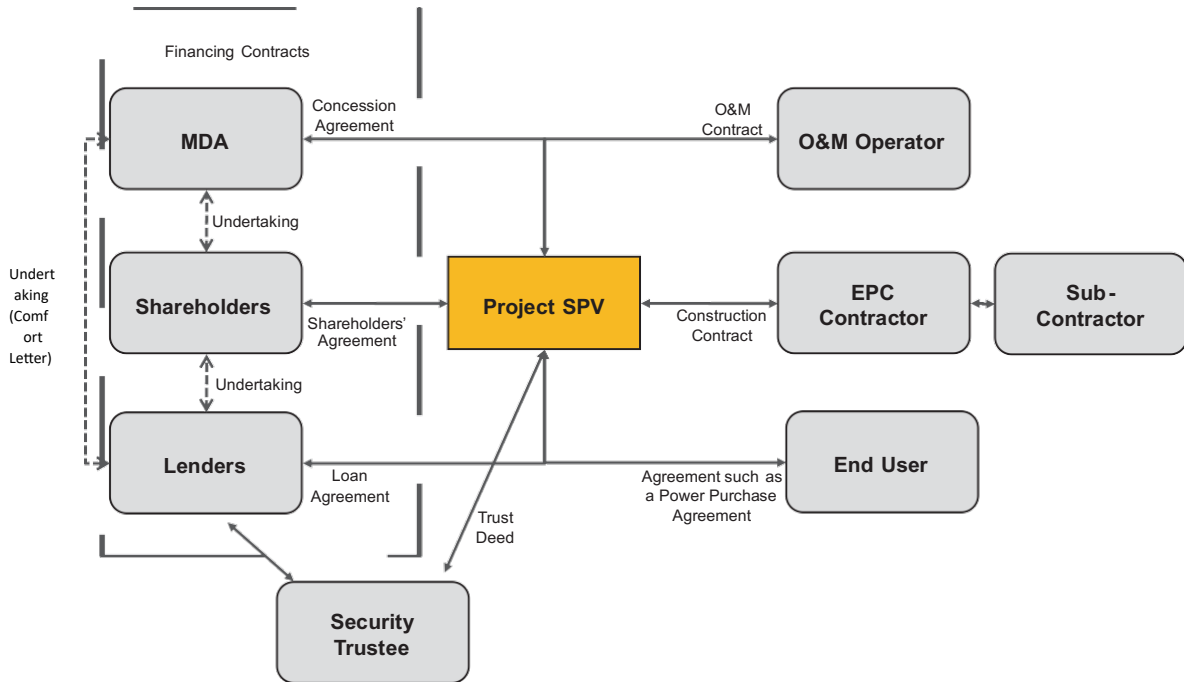 Financing Contracts
MDA
Concession
Agreement
O&M
Contract
O&M Operator
Undertaking
Undert
aking
(Comf
ort
Letter)
Shareholders
Shareholders'
Agreement
Project SPV
Construction
Contract
EPC
Contractor
Sub-
Contractor
Undertaking
Lenders
Loan
Agreement
Trust
Deed
Agreement such as
a Power Purchase
Agreement
End User
Security
Trustee